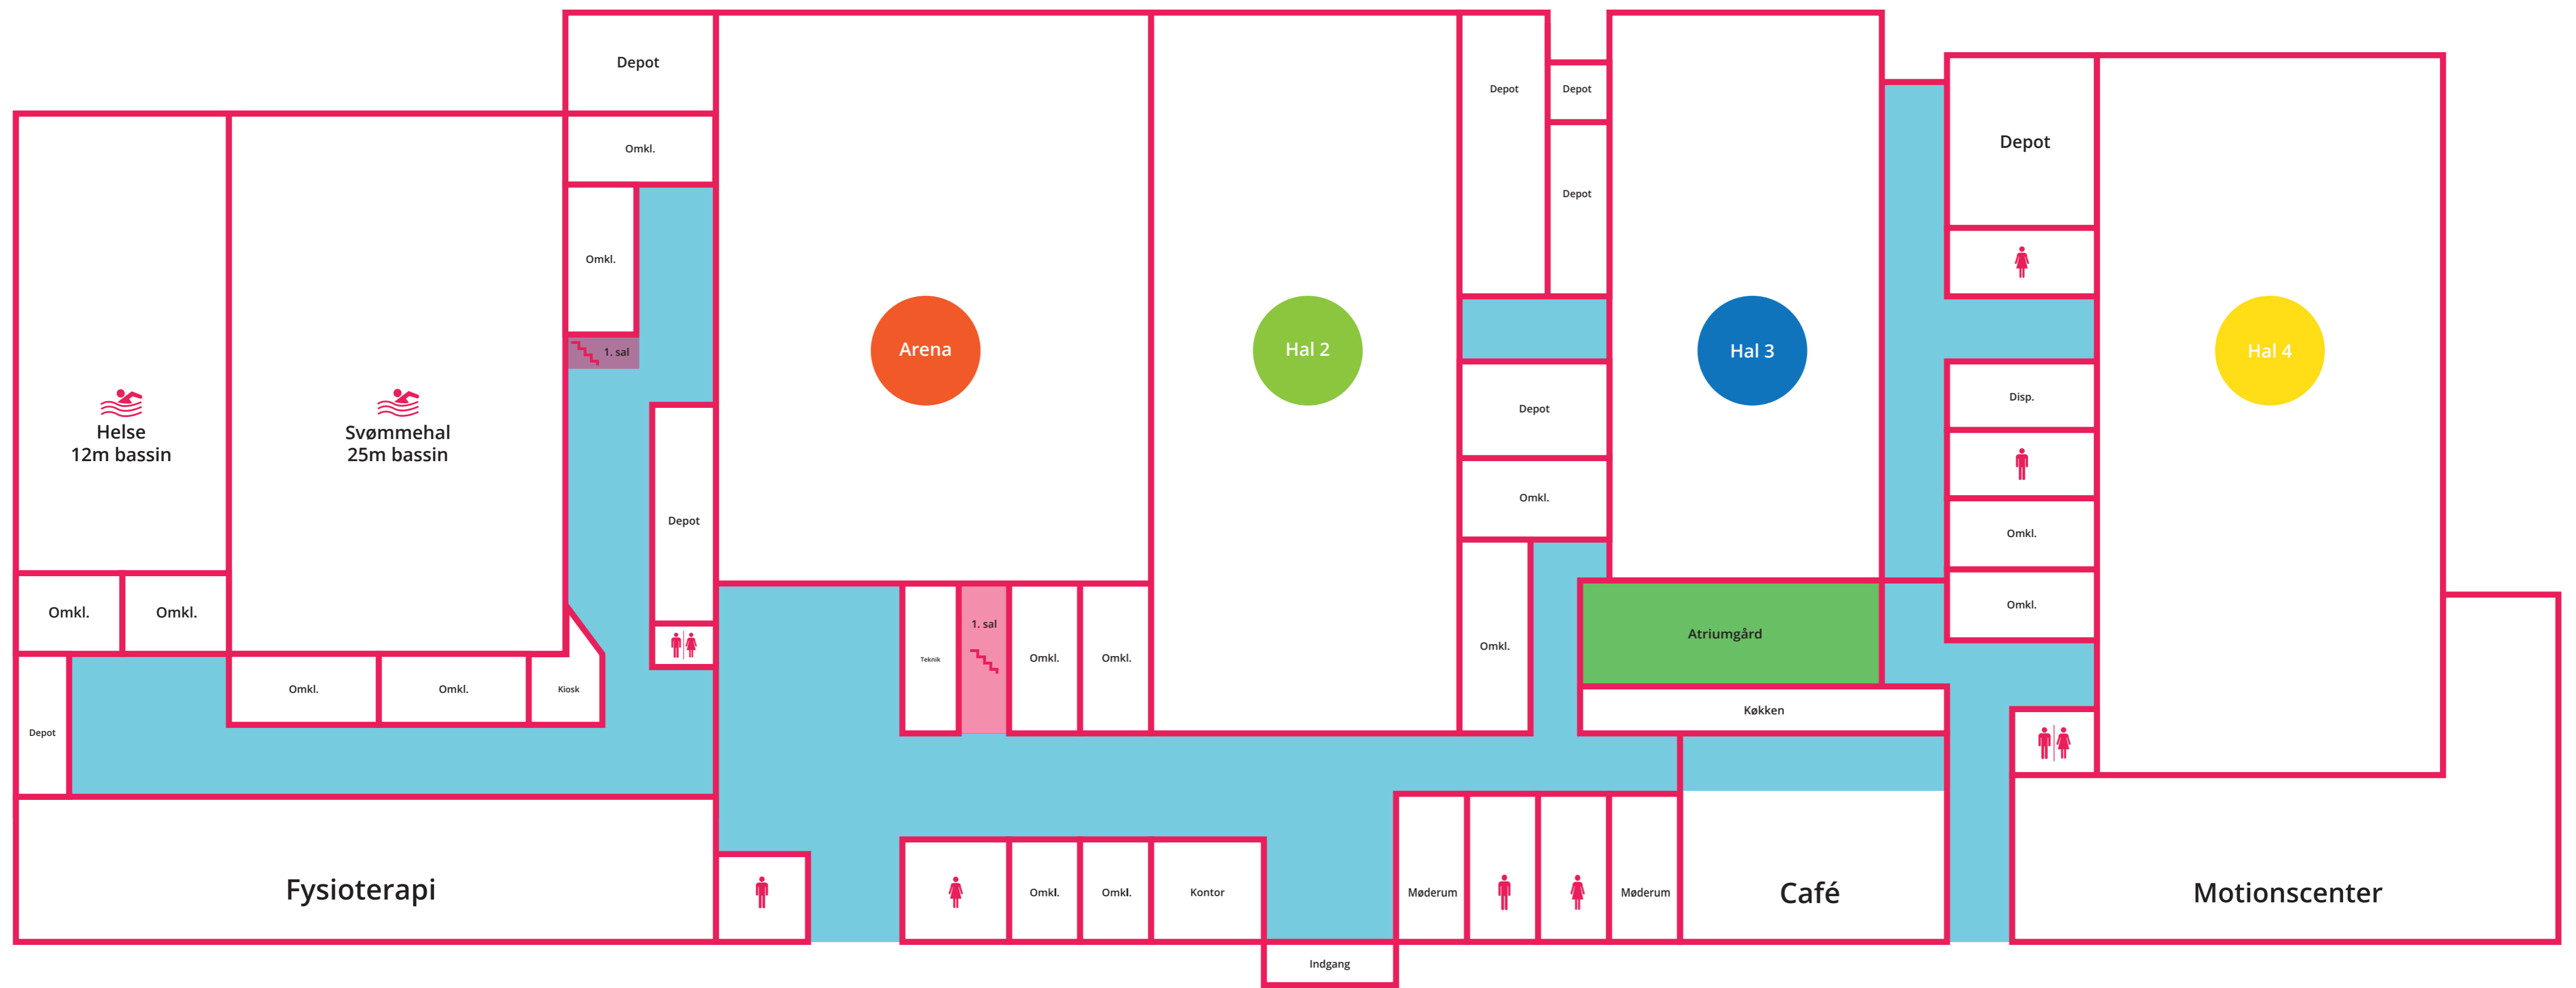 Depot
Depot
Depot
Depot
Omkl.
Depot
Omkl.
1. sal
Arena
Hal 2
Hal 3
Hal 4
Disp.
Depot
Helse
12m bassin
Svømmehal
25m bassin
Omkl.
Depot
Omkl.
Omkl.
Omkl.
Omkl.
Omkl.
1. sal
Atriumgård
Omkl.
Teknik
Omkl.
Omkl.
Omkl.
Omkl.
Kiosk
Køkken
Depot
Fysioterapi
Omkl.
Omkl.
Kontor
Møderum
Møderum
Café
Motionscenter
Indgang